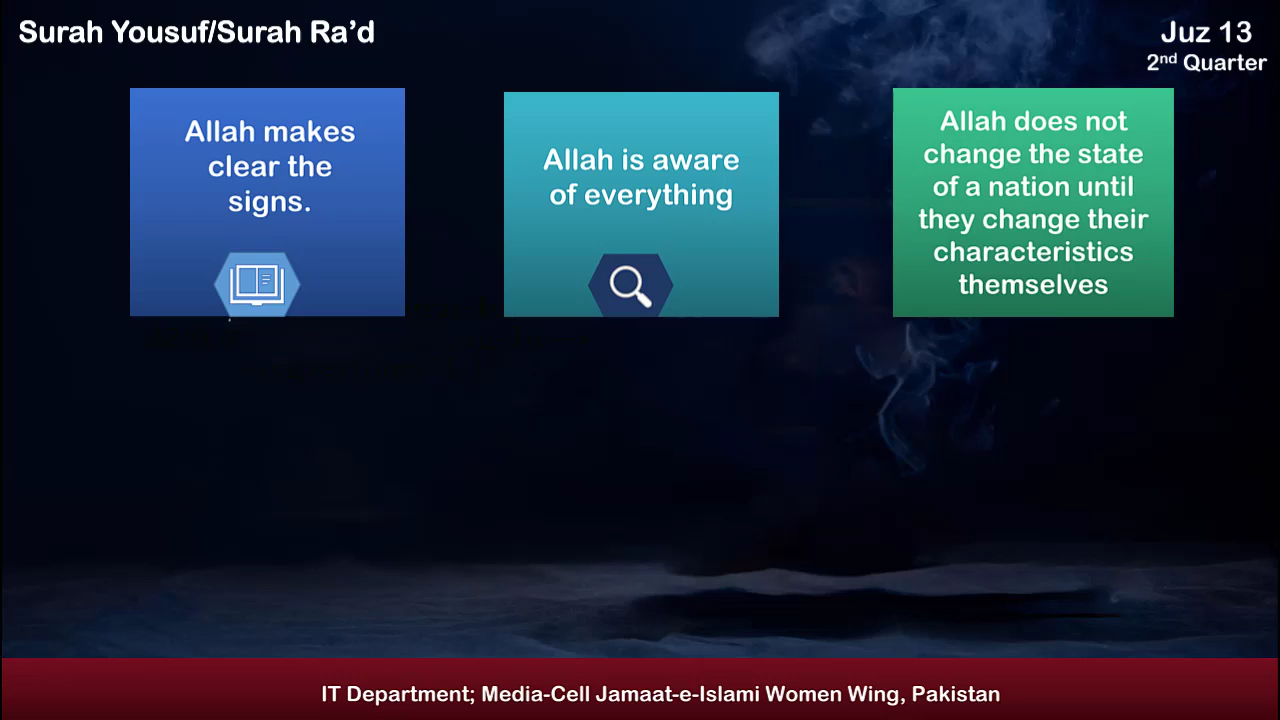 Surah Yousuf/Surah Ra’d
Juz 13
2nd Quarter
Allah makes
clear the
signs.
Allah is aware
of everything
Allah does not
change the state
of a nation until
they change their
characteristics
themselves
IT Department; Media-Cell Jamaat-e-Islami Women Wing, Pakistan